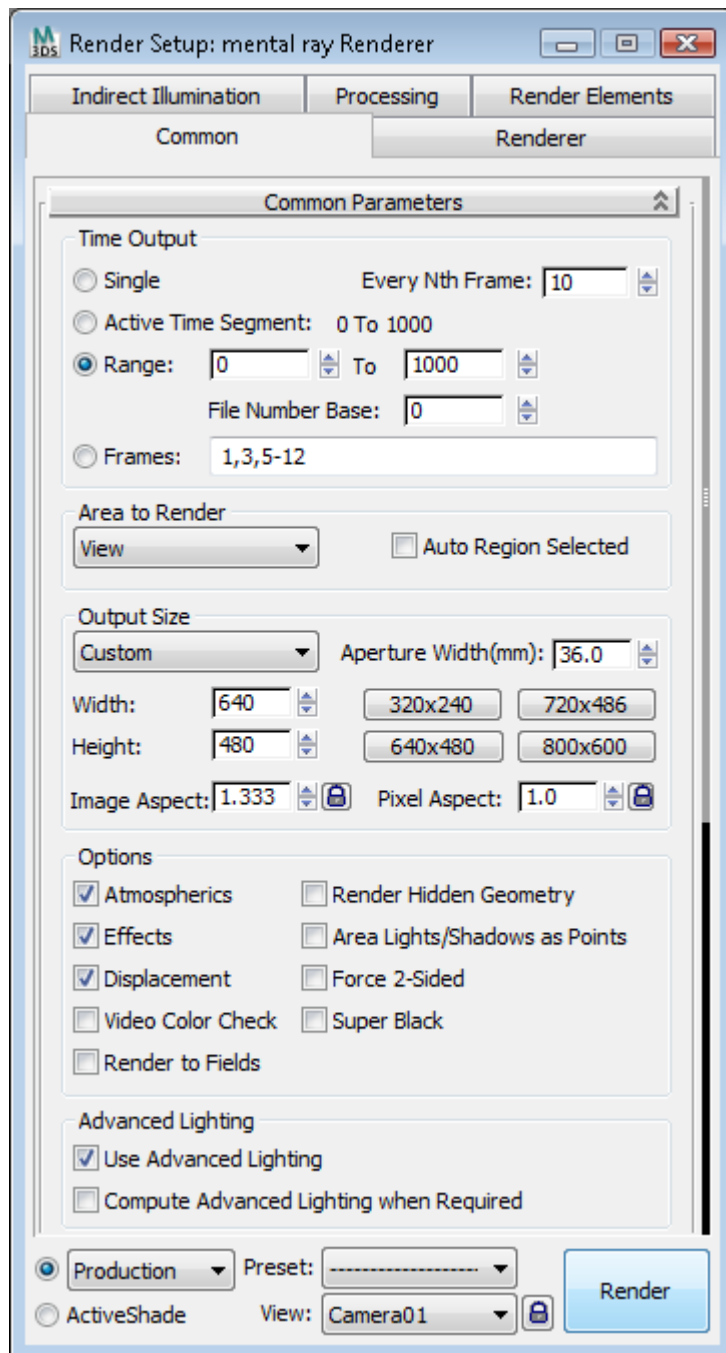 M
3DS
Render Setup: mental ray Renderer
Indirect Illumination Processing Render Elements
Common Renderer
Common Parameters
Time Output
Single Every Nth Frame: 10
Active Time Segment: 0 To 1000
Range: 0 To 1000
File Number Base: 0
Frames: 1,3,5-12
Area to Render
View Auto Region Selected
Output Size
Custom Aperture Width(mm): 36.0
Width: 640 320x240 720x486
Height: 480 640x480 800x600
Image Aspect: 1.333 Pixel Aspect: 1.0
Options
Atmospherics Render Hidden Geometry
Effects Area Lights/Shadows as Points
Displacement Force 2-Sided
Video Color Check Super Black
Render to Fields
Advanced Lighting
Use Advanced Lighting
Compute Advanced Lighting when Required
Production Preset: -------------------
Render
ActiveShade View: Camera01